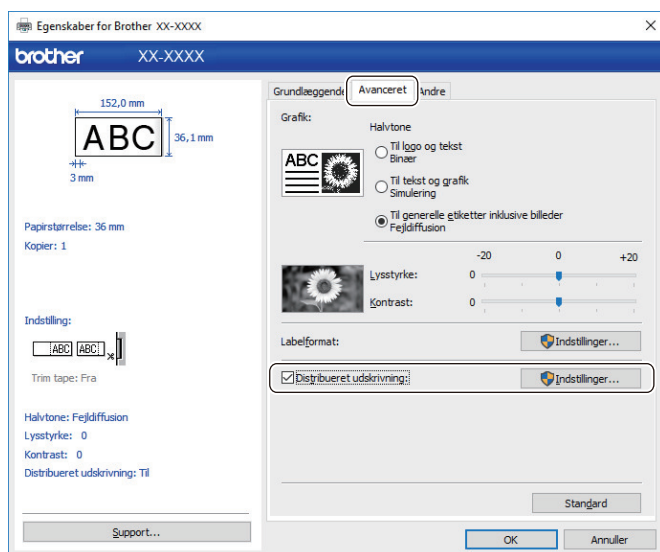 Egenskaber for Brother XX-XXXX
brother XX-XXXX
152,0 mm
ABC
36,1 mm
3 mm
Papirstørrelse: 36 mm
Kopier: 1
Indstilling:
ABC ABC
Trim tape: Fra
Halvtone: Fejldiffusion
Lysstyrke: 0
Kontrast: 0
Distribueret udskrivning: Til
Support...
Grundlæggende Avanceret Andre
Grafik:
Halvtone
ABC
Til logo og tekst
Binær
Til tekst og grafik
Simulering
Til generelle etiketter inklusive billeder
Fejldiffusion
-20 0 +20
Lysstyrke: 0
Kontrast: 0
Labelformat: Indstillinger...
Distribueret udskrivning: Indstillinger...
Standard
OK Annuller